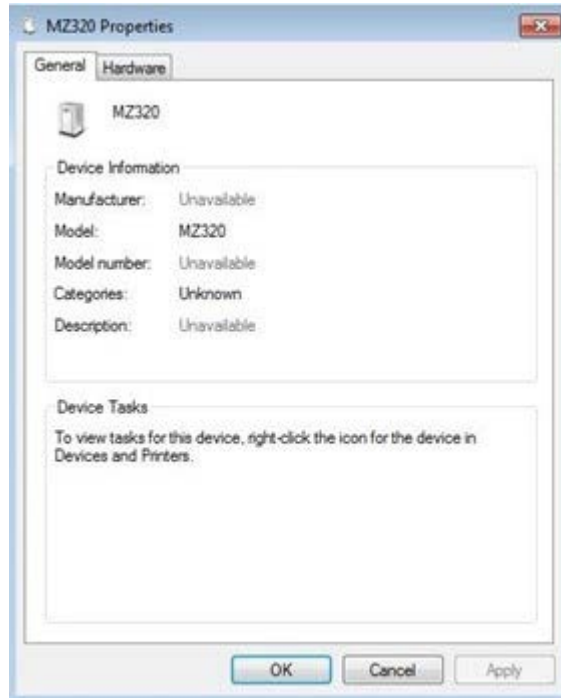 MZ320 Properties
General Hardware
MZ320
Device Information
Manufacturer: Unavailable
Model: MZ320
Model number: Unavailable
Categories: Unknown
Description: Unavailable
Device Tasks
To view tasks for this device, right-click the icon for the device in
Devices and Printers.
OK Cancel Apply